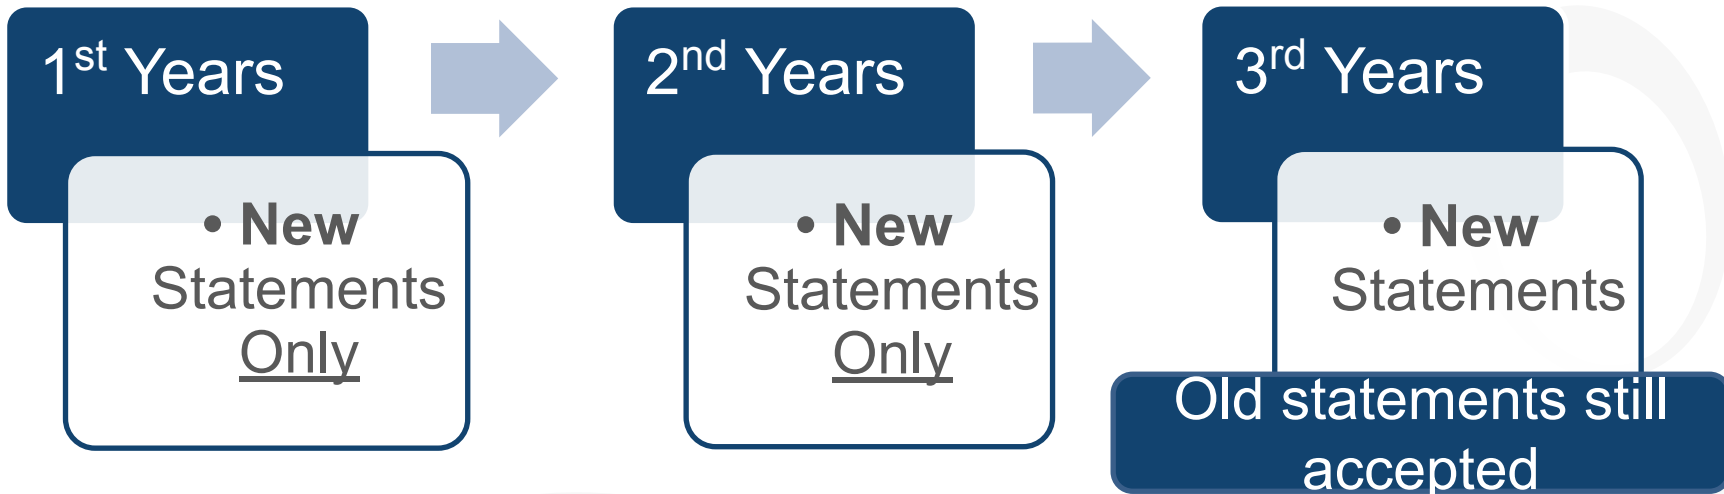 1st Years
• New
Statements
Only
2nd Years
• New
Statements
Only
3rd Years
• New
Statements
Old statements still
accepted